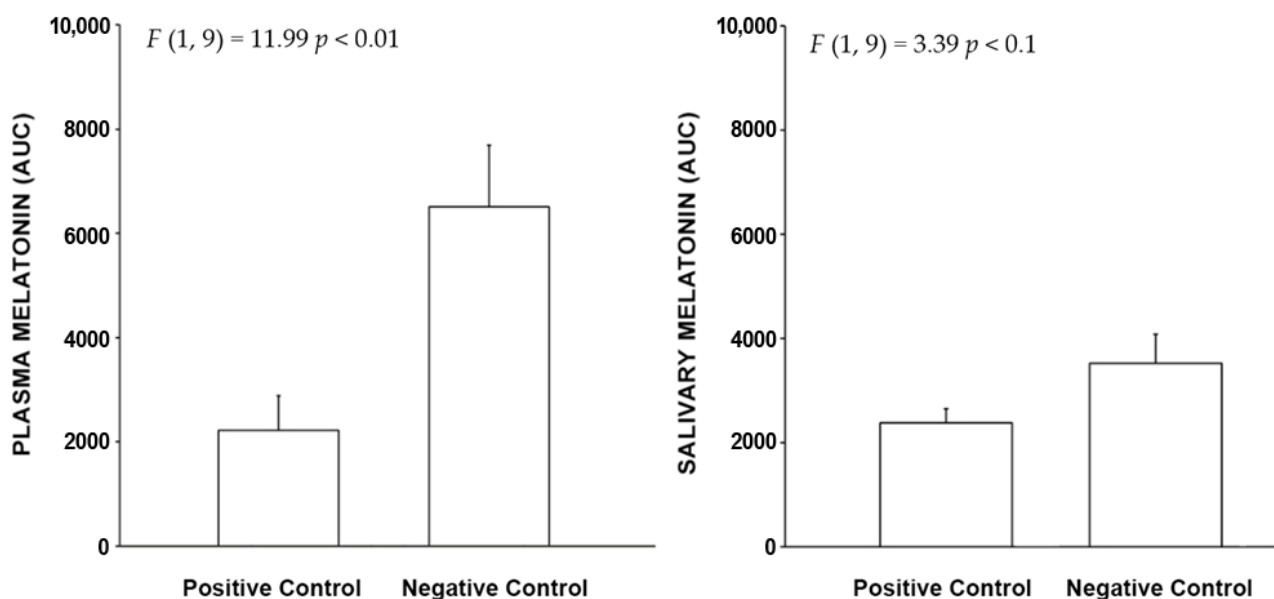 F (1, 9) = 11.99 p < 0.01
PLASMA MELATONIN (AUC)
10,000
8000
6000
4000
2000
0
Positive Control Negative Control
F (1, 9) = 3.39 p < 0.1
SALIVARY MELATONIN (AUC)
10,000
8000
6000
4000
2000
0
Positive Control Negative Control